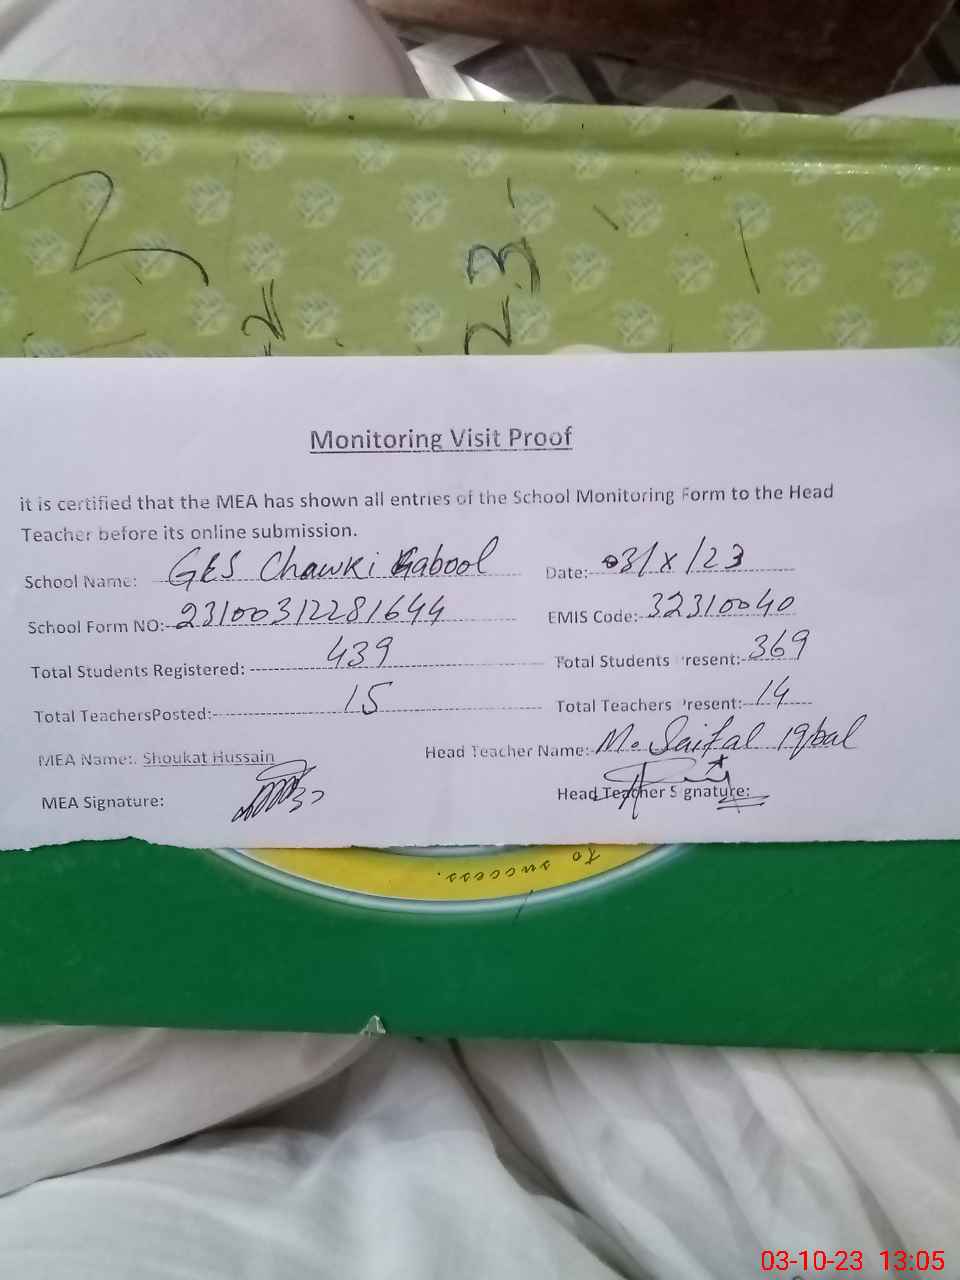 Monitoring Visit Proof
it is certified that the MEA has shown all entries of the School Monitoring Form to the Head
Teacher before its online submission.
School Name: GES Chawki Gabool Date:- 03/X/23
School Form NO:- 23100312281644 EMIS Code:- 32310040
Total Students Registered: 439 Total Students Present:- 369
Total TeachersPosted:- 15 Total Teachers Present:- 14
MEA Name:. Shoukat Hussain Head Teacher Name:- M. Saifal Iqbal
MEA Signature: Head Teacher Signature:
to success.
03-10-23 13:05